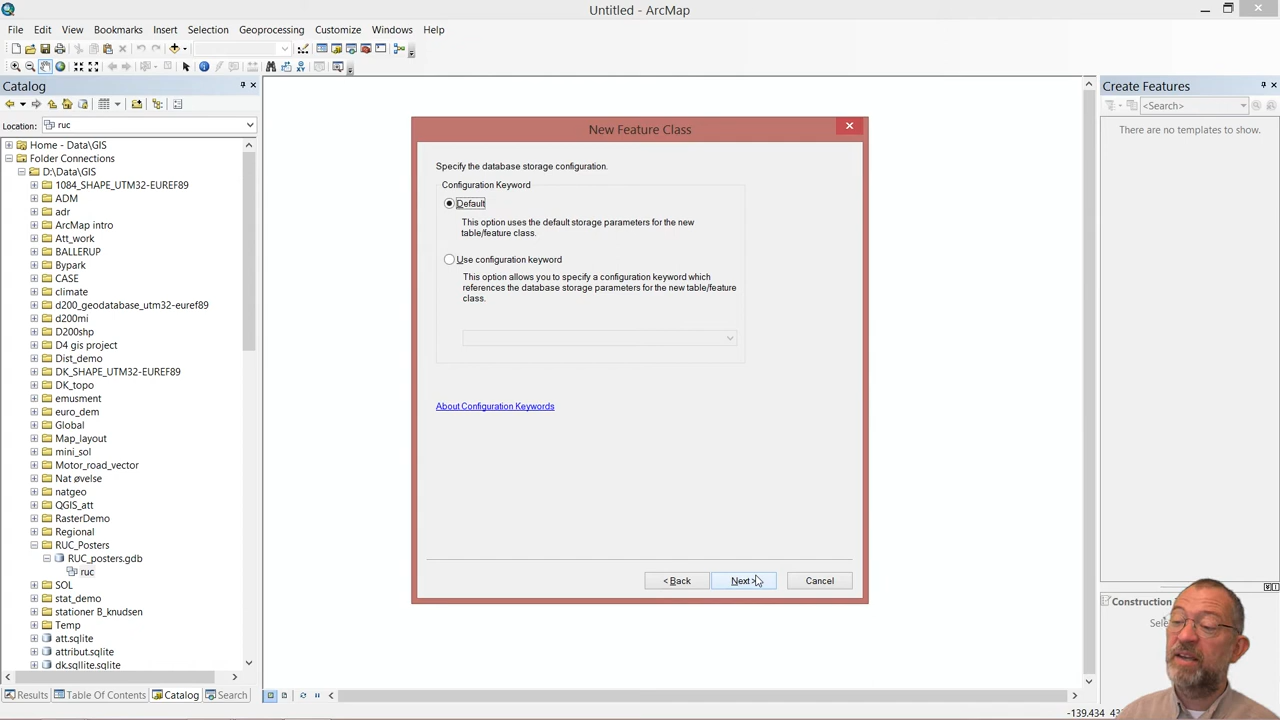 Untitled - ArcMap
File Edit View Bookmarks Insert Selection Geoprocessing Customize Windows Help
Catalog
Location: ruc
Home - Data\GIS
Folder Connections
D:\Data\GIS
1084_SHAPE_UTM32-EUREF89
ADM
adr
ArcMap intro
Att_work
BALLERUP
Bypark
CASE
climate
d200_geodatabase_utm32-euref89
d200mi
D200shp
D4 gis project
Dist_demo
DK_SHAPE_UTM32-EUREF89
DK_topo
emusment
euro_dem
Global
Map_layout
mini_sol
Motor_road_vector
Nat øvelse
natgeo
QGIS_att
RasterDemo
Regional
RUC_Posters
RUC_posters.gdb
ruc
SOL
stat_demo
stationer B_knudsen
Temp
att.sqlite
attribut.sqlite
dk.sqllite.sqlite
Results Table Of Contents Catalog Search
New Feature Class
Specify the database storage configuration.
Configuration Keyword
Default
This option uses the default storage parameters for the new
table/feature class.
Use configuration keyword
This option allows you to specify a configuration keyword which
references the database storage parameters for the new table/feature
class.
About Configuration Keywords
< Back Next > Cancel
Create Features
<Search>
There are no templates to show.
Construction
-139.434